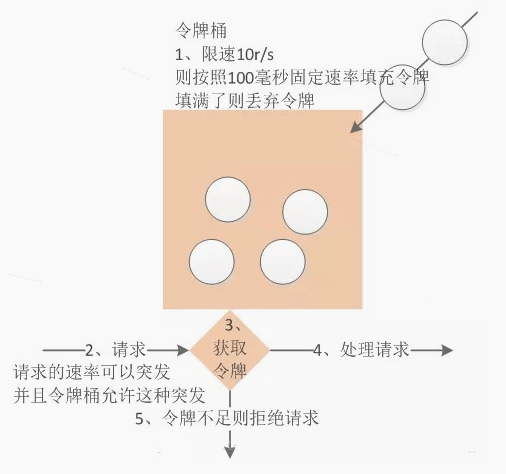 令牌桶
1、限速10r/s
则按照100毫秒固定速率填充令牌
填满了则丢弃令牌
3、
获取
令牌
2、请求
4、处理请求
请求的速率可以突发
并且令牌桶允许这种突发
5、令牌不足则拒绝请求